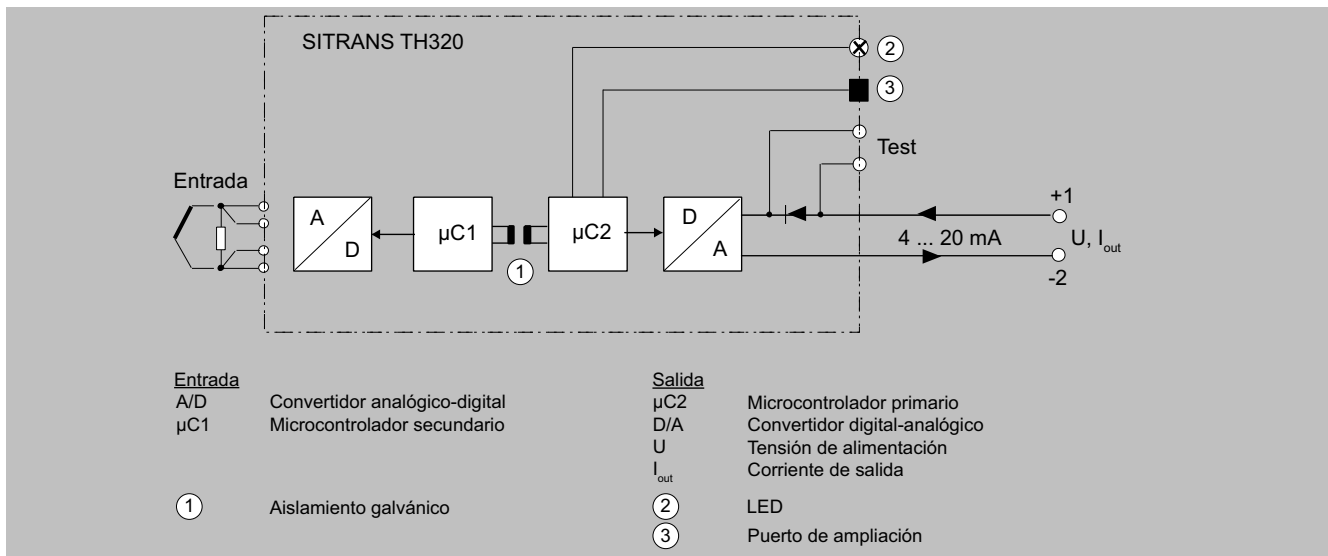 SITRANS TH320
2
3
Test
Entrada
A
D
µC1
µC2
D
A
1
+1
4 ... 20 mA
U, Iout
-2
Entrada
A/D Convertidor analógico-digital
µC1 Microcontrolador secundario
1 Aislamiento galvánico
Salida
µC2 Microcontrolador primario
D/A Convertidor digital-analógico
U Tensión de alimentación
Iout Corriente de salida
2 LED
3 Puerto de ampliación